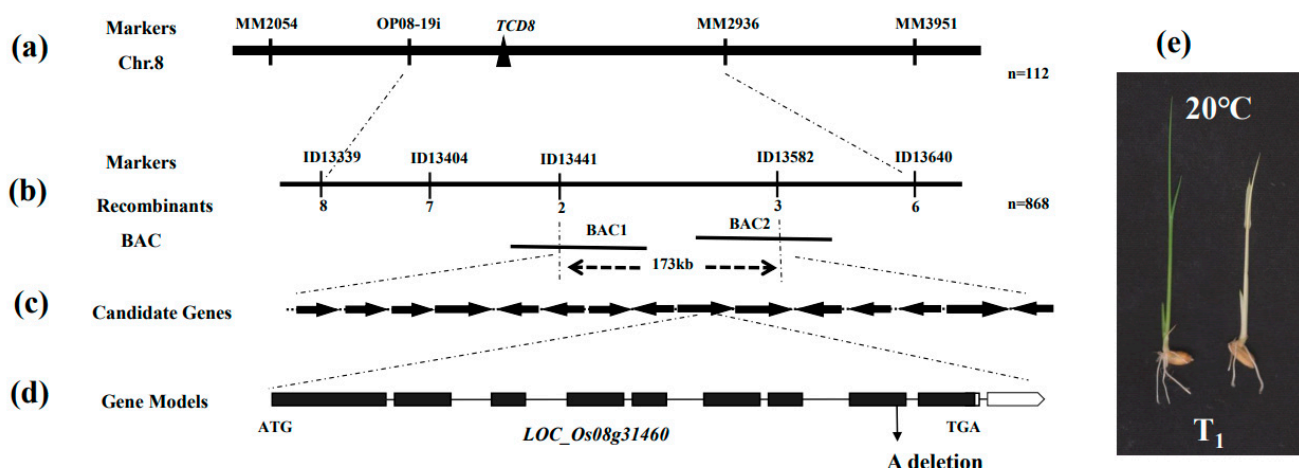 (a)
Markers
Chr.8
MM2054 OP08-19i TCD8 MM2936 MM3951
n=112
(b)
Markers
Recombinants
BAC
ID13339 ID13404 ID13441 ID13582 ID13640
8 7 2 3 6
n=868
BAC1 BAC2
173kb
(c)
Candidate Genes
(d)
Gene Models
ATG LOC_Os08g31460 TGA
A deletion
(e)
20°C
T1